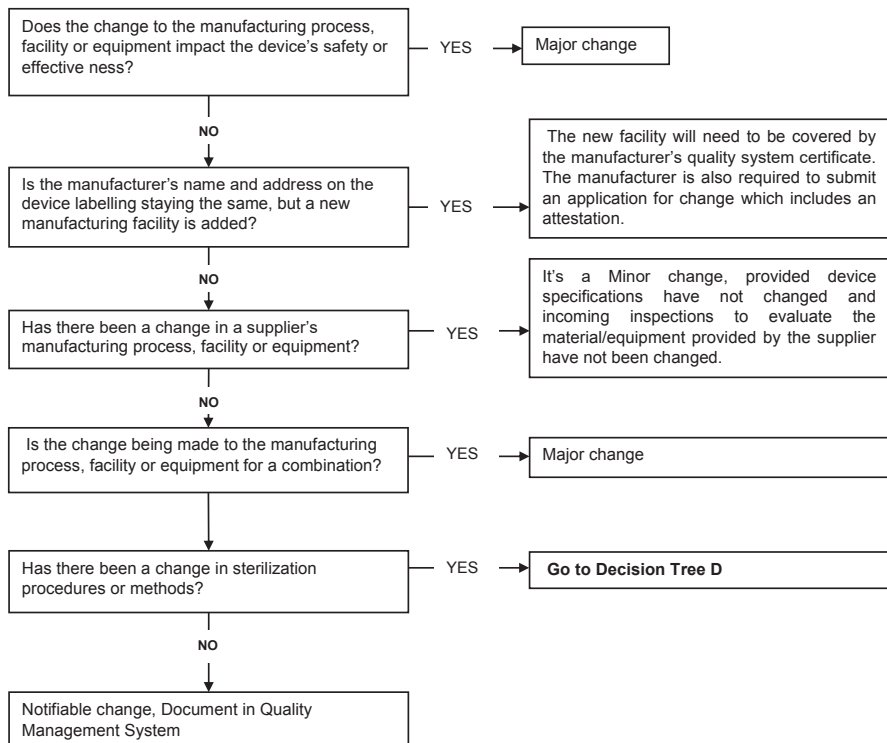 Does the change to the manufacturing process,
facility or equipment impact the device's safety or
effective ness?
YES
Major change
NO
Is the manufacturer's name and address on the
device labelling staying the same, but a new
manufacturing facility is added?
YES
The new facility will need to be covered by
the manufacturer's quality system certificate.
The manufacturer is also required to submit
an application for change which includes an
attestation.
NO
Has there been a change in a supplier's
manufacturing process, facility or equipment?
YES
It's a Minor change, provided device
specifications have not changed and
incoming inspections to evaluate the
material/equipment provided by the supplier
have not been changed.
NO
Is the change being made to the manufacturing
process, facility or equipment for a combination?
YES
Major change
Has there been a change in sterilization
procedures or methods?
YES
Go to Decision Tree D
NO
Notifiable change, Document in Quality
Management System